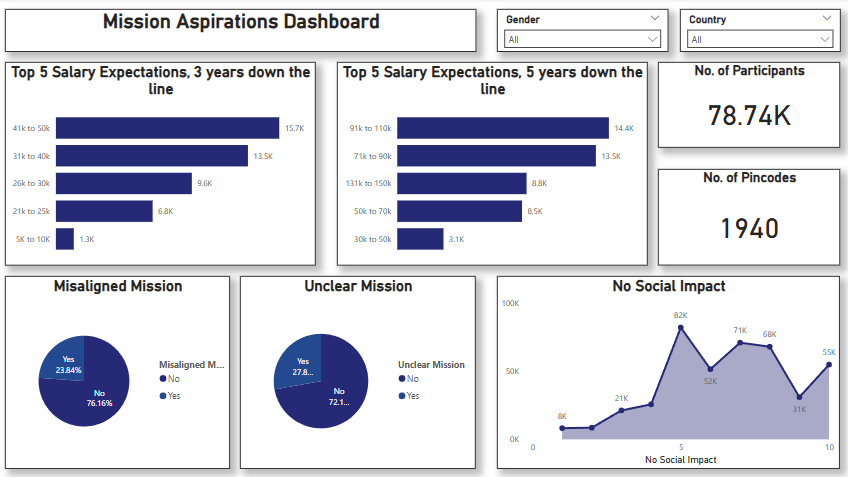 Mission Aspirations Dashboard
Gender
All
Country
All
Top 5 Salary Expectations, 3 years down the
line
41k to 50k 15.7K
31k to 40k 13.5K
26k to 30k 9.6K
21k to 25k 6.8K
5K to 10K 1.3K
Top 5 Salary Expectations, 5 years down the
line
91k to 110k 14.4K
71k to 90k 13.5K
131k to 150k 8.8K
50k to 70k 8.5K
30k to 50k 3.1K
No. of Participants
78.74K
No. of Pincodes
1940
Misaligned Mission
Yes
23.84%
No
76.16%
Misaligned M...
No
Yes
Unclear Mission
Yes
27.8...
No
72.1...
Unclear Mission
No
Yes
No Social Impact
100K
50K
0K
8K
21K
82K
52K
71K
68K
31K
55K
0 5 10
No Social Impact